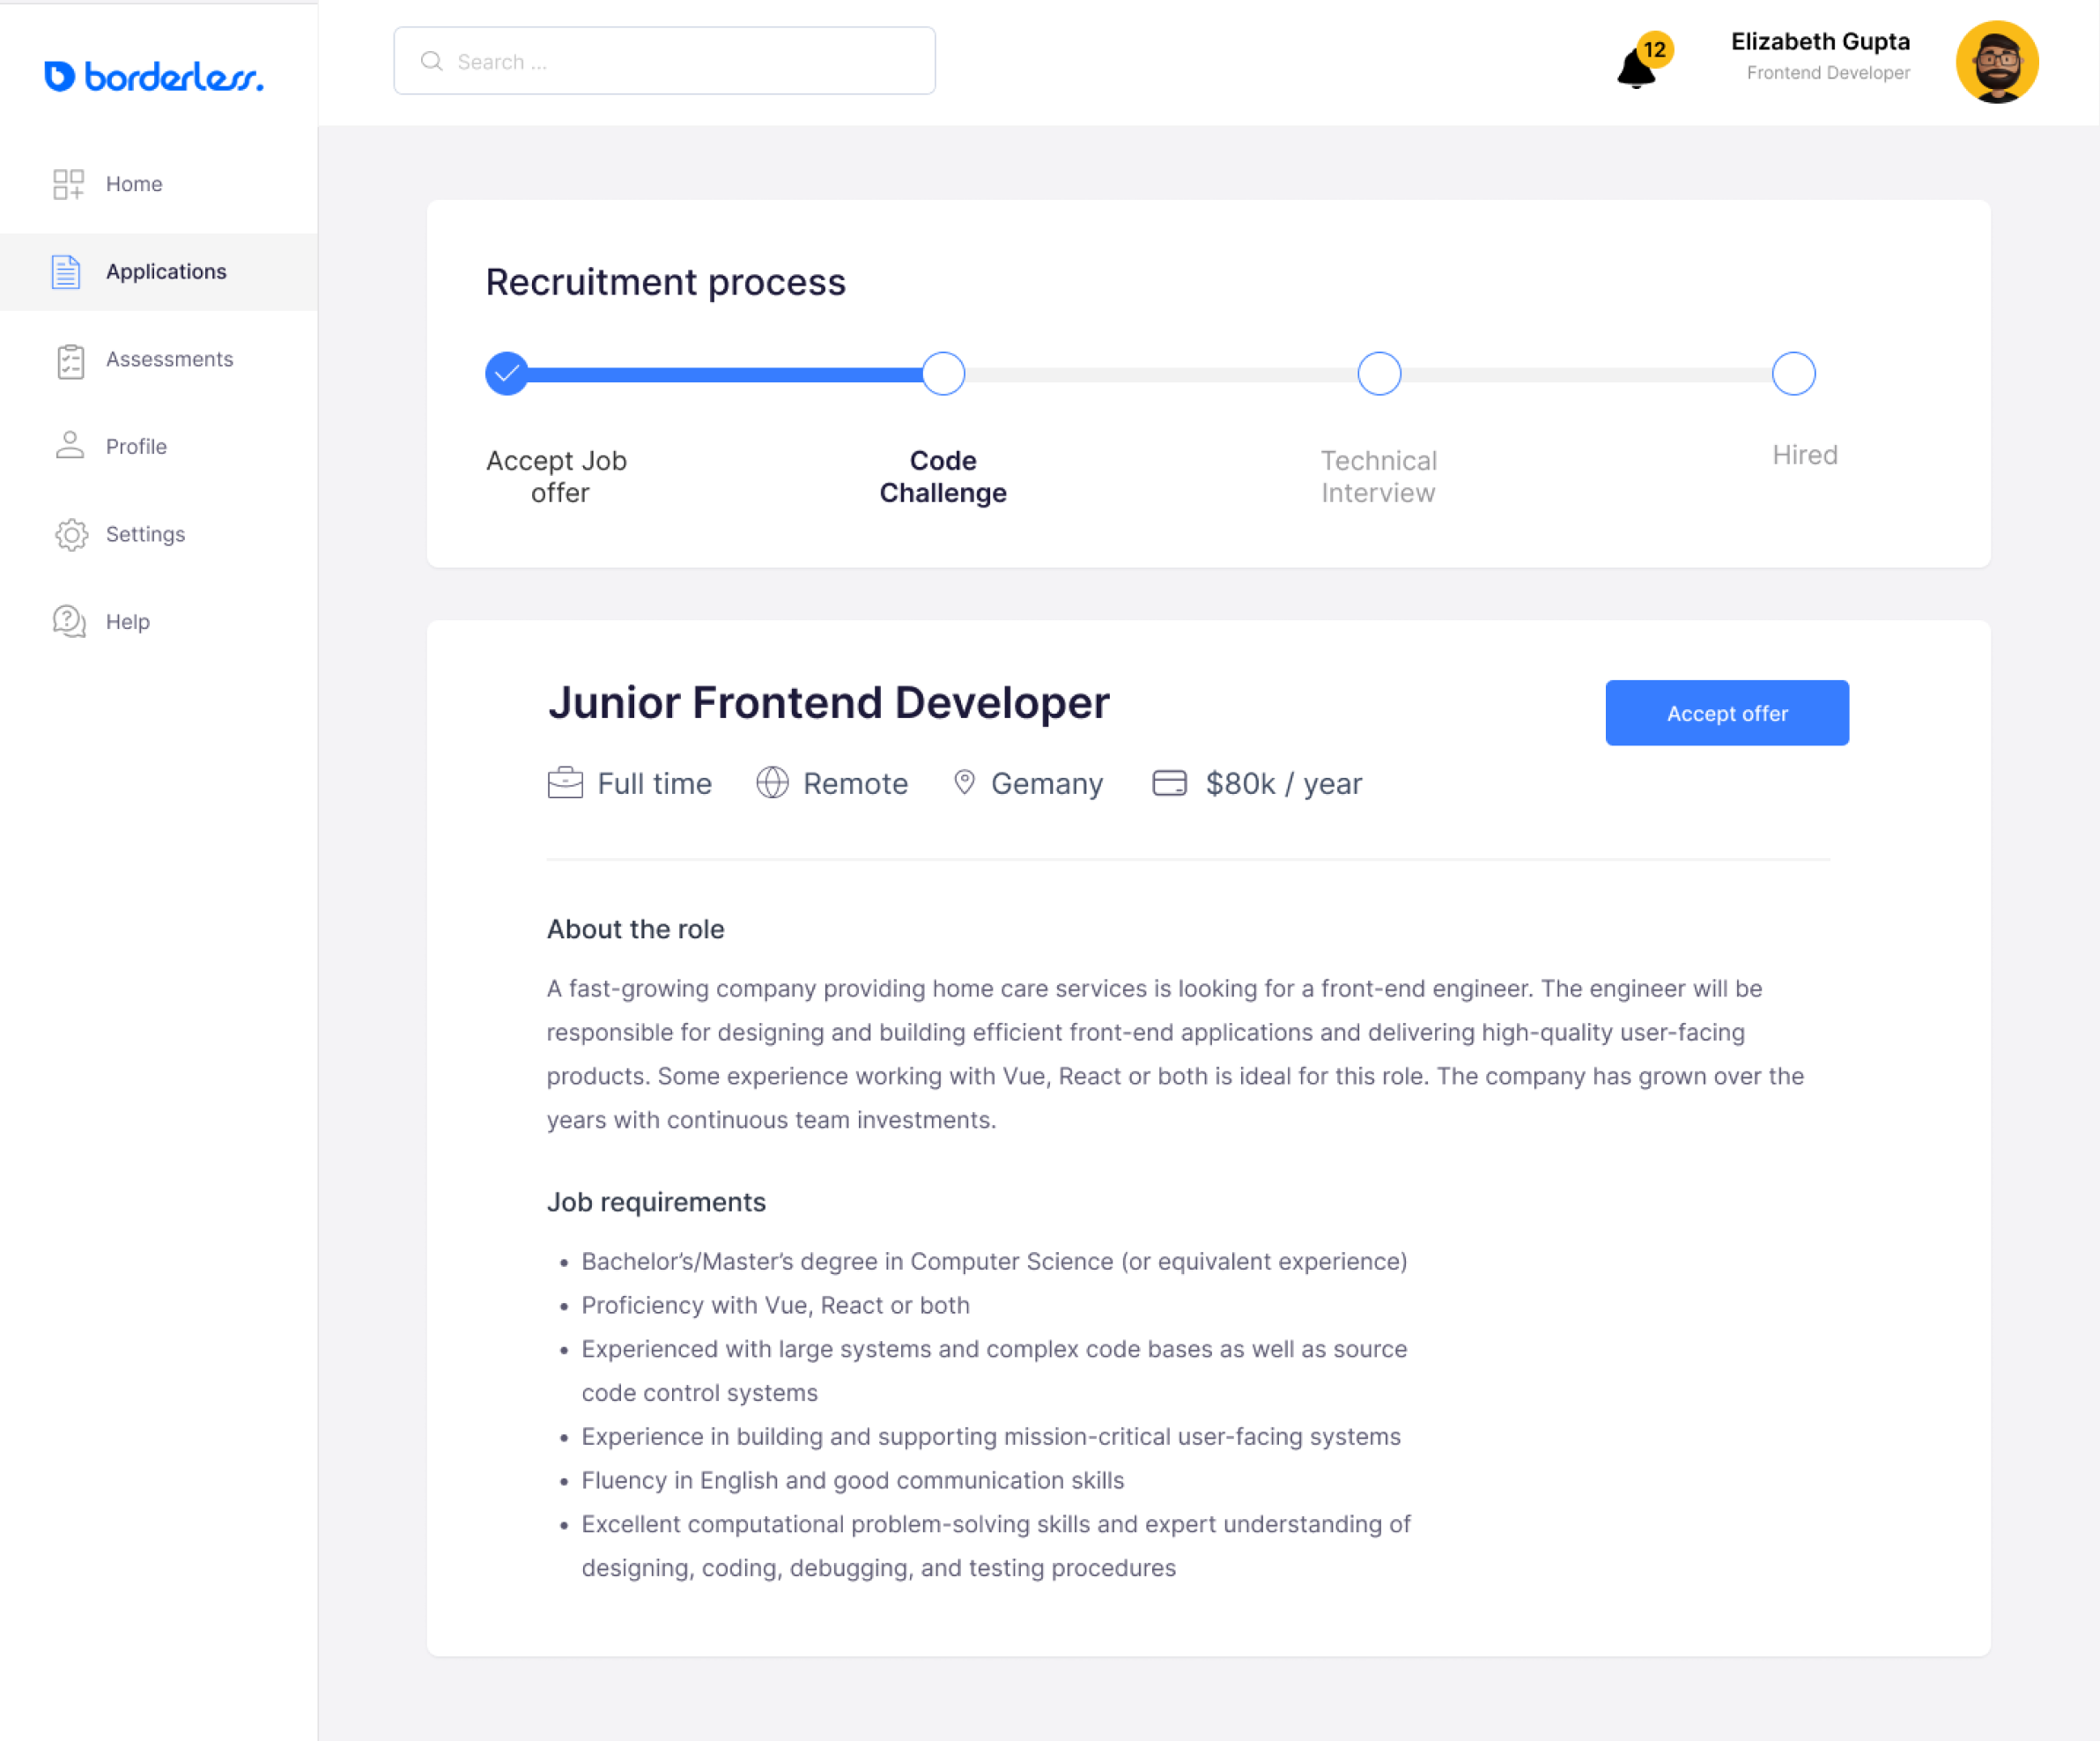 borderless.
Search ...
12
Elizabeth Gupta
Frontend Developer
Home
Applications
Assessments
Profile
Settings
Help
Recruitment process
Accept Job
offer
Code
Challenge
Technical
Interview
Hired
Junior Frontend Developer
Accept offer
Full time
Remote
Gemany
$80k / year
About the role
A fast-growing company providing home care services is looking for a front-end engineer. The engineer will be
responsible for designing and building efficient front-end applications and delivering high-quality user-facing
products. Some experience working with Vue, React or both is ideal for this role. The company has grown over the
years with continuous team investments.
Job requirements
• Bachelor’s/Master’s degree in Computer Science (or equivalent experience)
• Proficiency with Vue, React or both
• Experienced with large systems and complex code bases as well as source
code control systems
• Experience in building and supporting mission-critical user-facing systems
• Fluency in English and good communication skills
• Excellent computational problem-solving skills and expert understanding of
designing, coding, debugging, and testing procedures